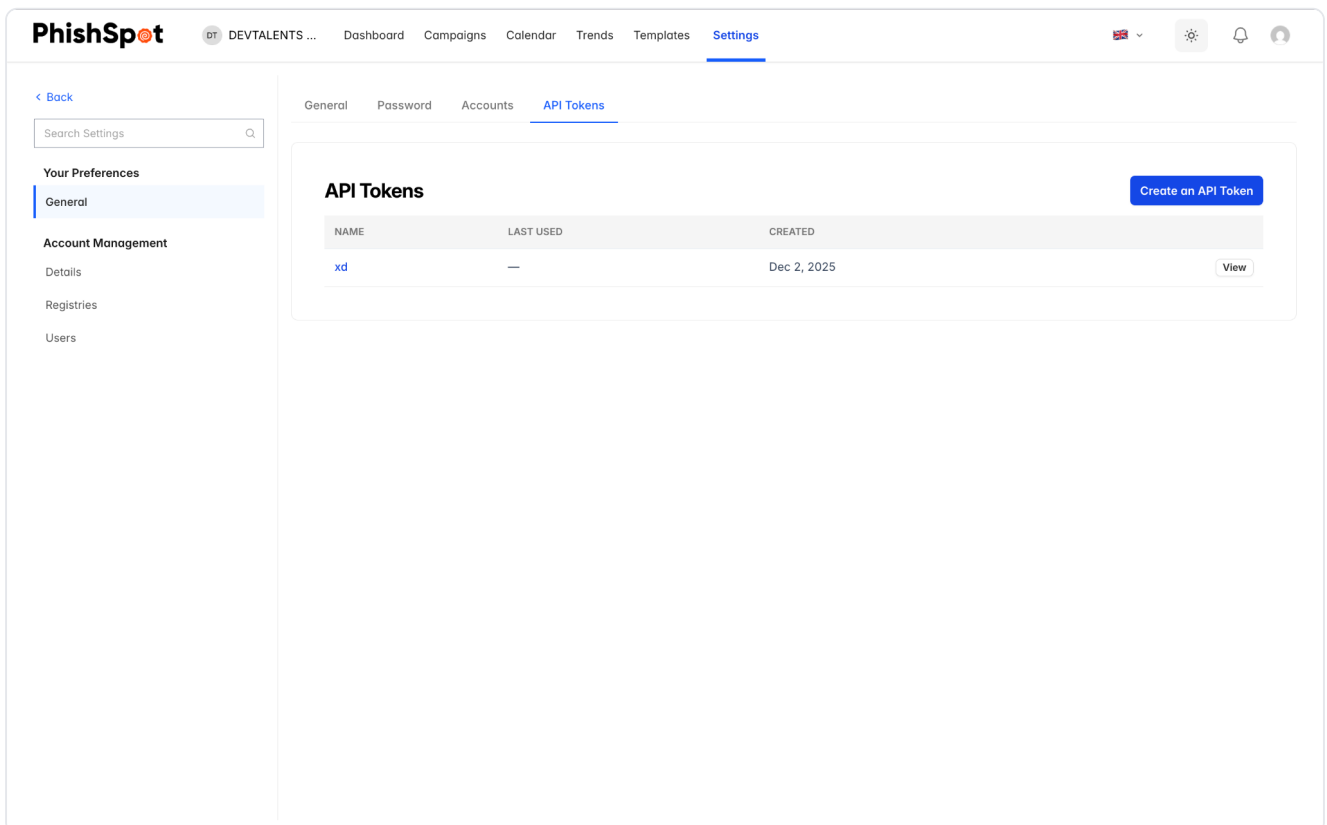 PhishSpot
DT DEVTALENTS ... Dashboard Campaigns Calendar Trends Templates Settings
Back
Search Settings
Your Preferences
General
Account Management
Details
Registries
Users
General Password Accounts API Tokens
API Tokens
Create an API Token
NAME LAST USED CREATED
xd — Dec 2, 2025 View